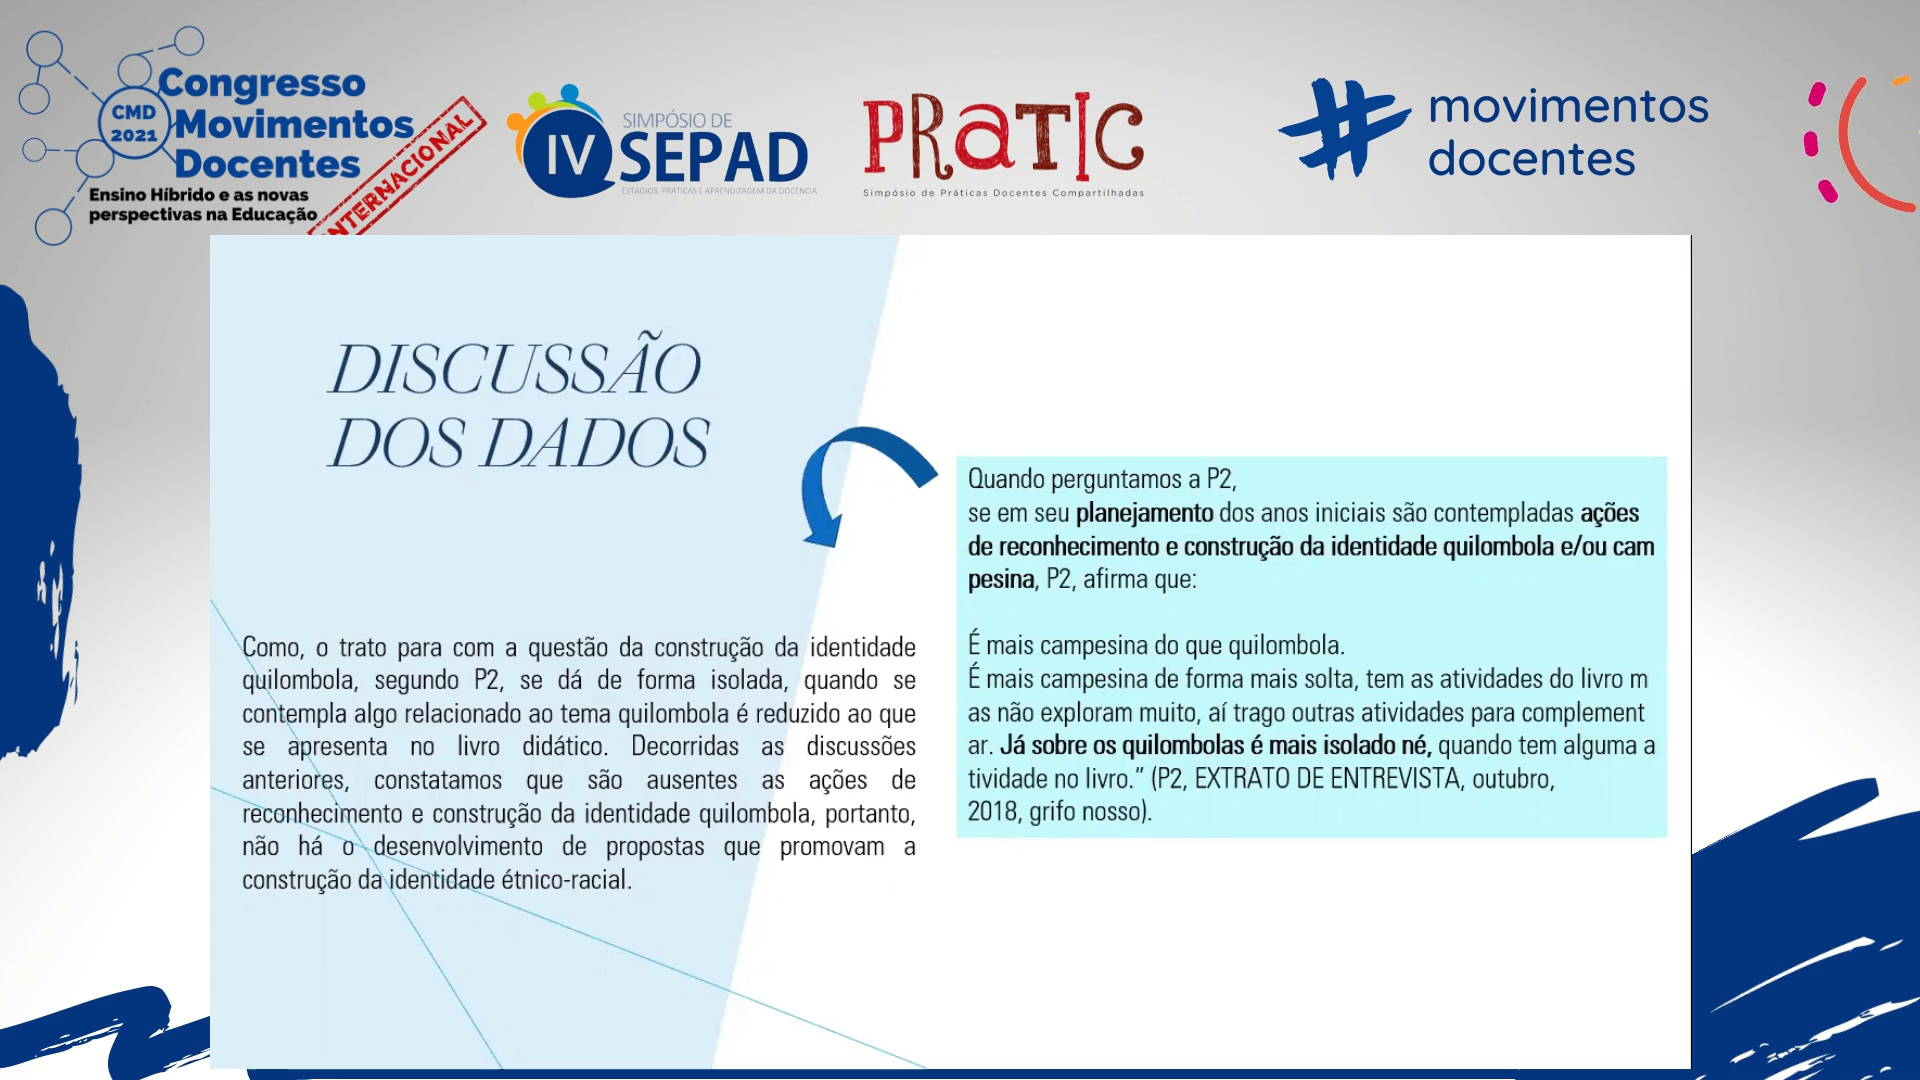 Congresso
CMD
2021
Movimentos
Docentes
Ensino Híbrido e as novas
perspectivas na Educação
INTERNACIONAL
SIMPÓSIO DE
IV SEPAD
ESTÁGIOS, PRÁTICAS E APRENDIZAGEM DA DOCÊNCIA
PRATIC
Simpósio de Práticas Docentes Compartilhadas
# movimentos
docentes
DISCUSSÃO
DOS DADOS
Como, o trato para com a questão da construção da identidade
quilombola, segundo P2, se dá de forma isolada, quando se
contempla algo relacionado ao tema quilombola é reduzido ao que
se apresenta no livro didático. Decorridas as discussões
anteriores, constatamos que são ausentes as ações de
reconhecimento e construção da identidade quilombola, portanto,
não há o desenvolvimento de propostas que promovam a
construção da identidade étnico-racial.
Quando perguntamos a P2,
se em seu planejamento dos anos iniciais são contempladas ações
de reconhecimento e construção da identidade quilombola e/ou cam
pesina, P2, afirma que:
É mais campesina do que quilombola.
É mais campesina de forma mais solta, tem as atividades do livro m
as não exploram muito, aí trago outras atividades para complement
ar. Já sobre os quilombolas é mais isolado né, quando tem alguma a
tividade no livro.” (P2, EXTRATO DE ENTREVISTA, outubro,
2018, grifo nosso).